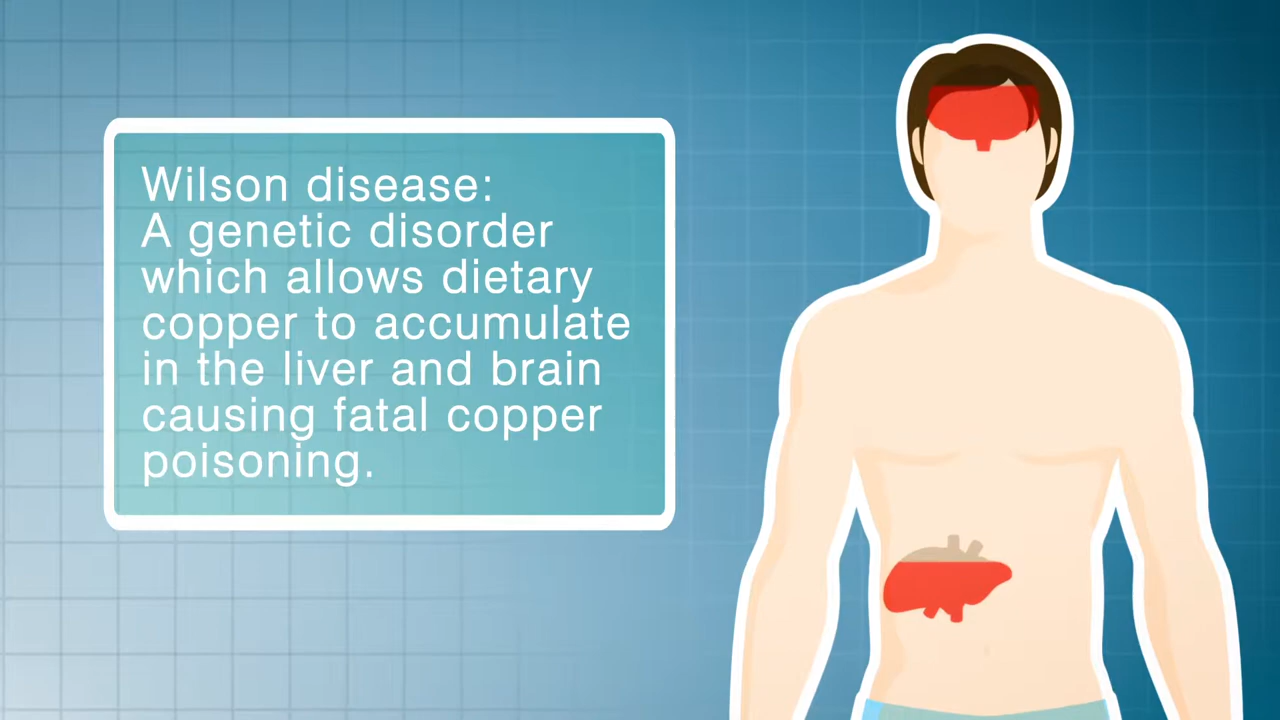 Wilson disease:
A genetic disorder
which allows dietary
copper to accumulate
in the liver and brain
causing fatal copper
poisoning.